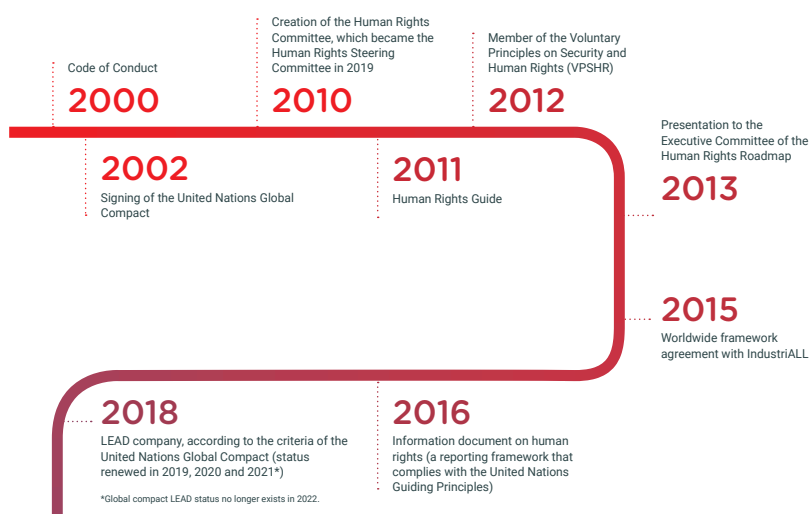 Code of Conduct
2000
2002
Signing of the United Nations Global
Compact
Creation of the Human Rights
Committee, which became the
Human Rights Steering
Committee in 2019
2010
2011
Human Rights Guide
Member of the Voluntary
Principles on Security and
Human Rights (VPSHR)
2012
Presentation to the
Executive Committee of the
Human Rights Roadmap
2013
2015
Worldwide framework
agreement with IndustriALL
2016
Information document on human
rights (a reporting framework that
complies with the United Nations
Guiding Principles)
2018
LEAD company, according to the criteria of the
United Nations Global Compact (status
renewed in 2019, 2020 and 2021*)
*Global compact LEAD status no longer exists in 2022.